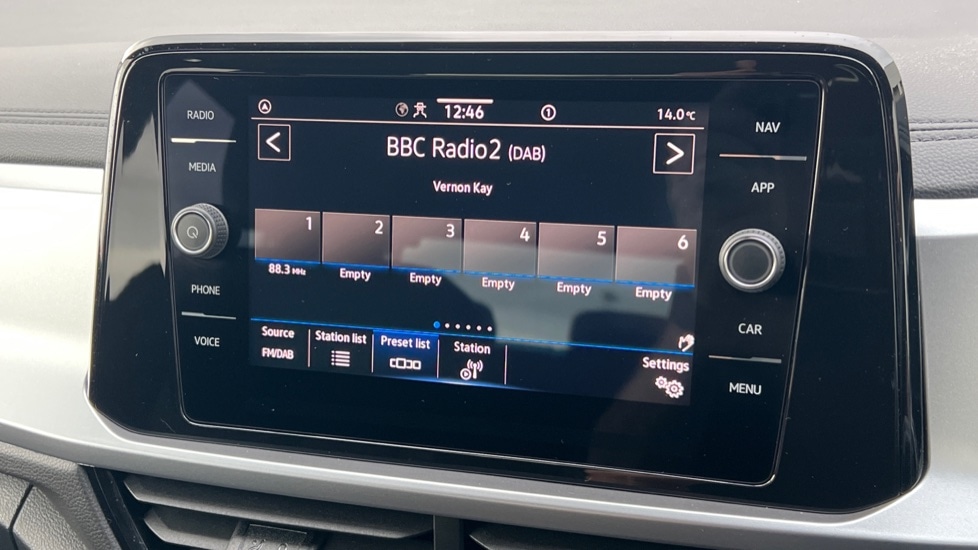 RADIO
MEDIA
PHONE
VOICE
12:46
1
14.0°C
<
BBC Radio2 (DAB)
>
Vernon Kay
1 2 3 4 5 6
88.3 MHz Empty Empty Empty Empty Empty
Source Station list Preset list Station Settings
FM/DAB
NAV
APP
CAR
MENU